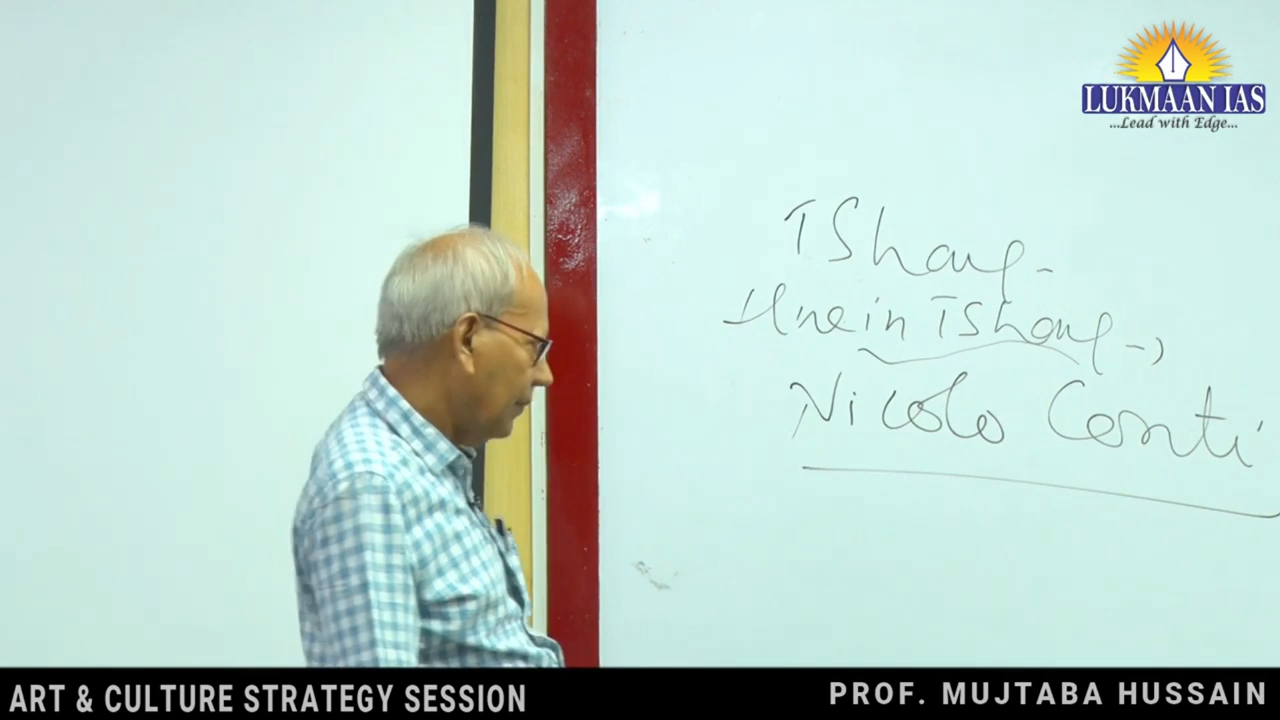 LUKMAAN IAS
...Lead with Edge...
TShang-
Hnein TShang-,
Nicolo Conti
ART & CULTURE STRATEGY SESSION
PROF. MUJTABA HUSSAIN